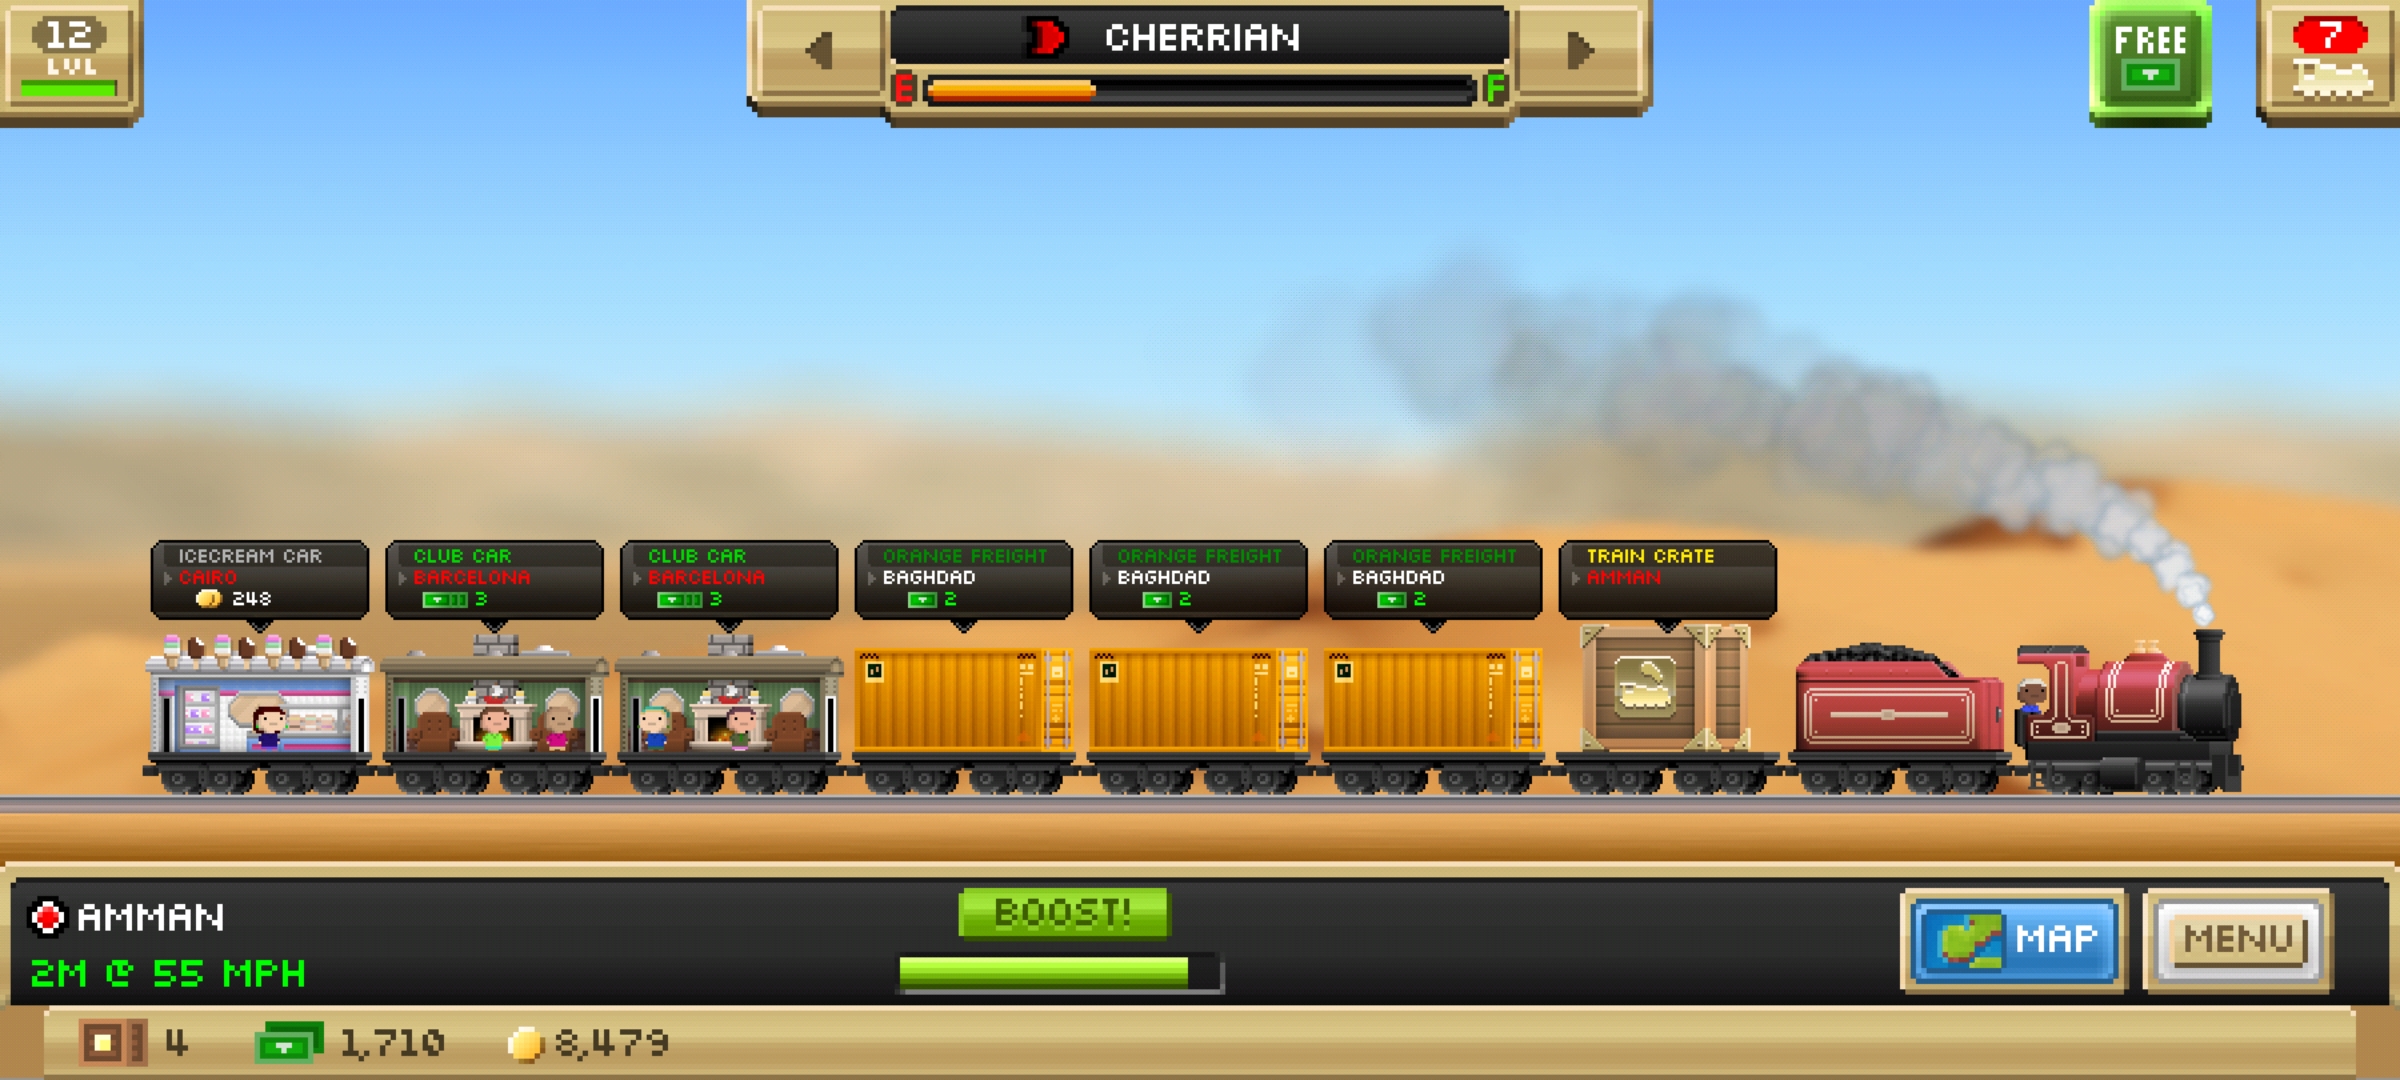 12
LVL
CHERRIAN
E
F
FREE
7
ICECREAM CAR
CAIRO
248
CLUB CAR
BARCELONA
3
CLUB CAR
BARCELONA
3
ORANGE FREIGHT
BAGHDAD
2
ORANGE FREIGHT
BAGHDAD
2
ORANGE FREIGHT
BAGHDAD
2
TRAIN CRATE
AMMAN
AMMAN
2M @ 55 MPH
BOOST!
MAP
MENU
4
1,710
8,479